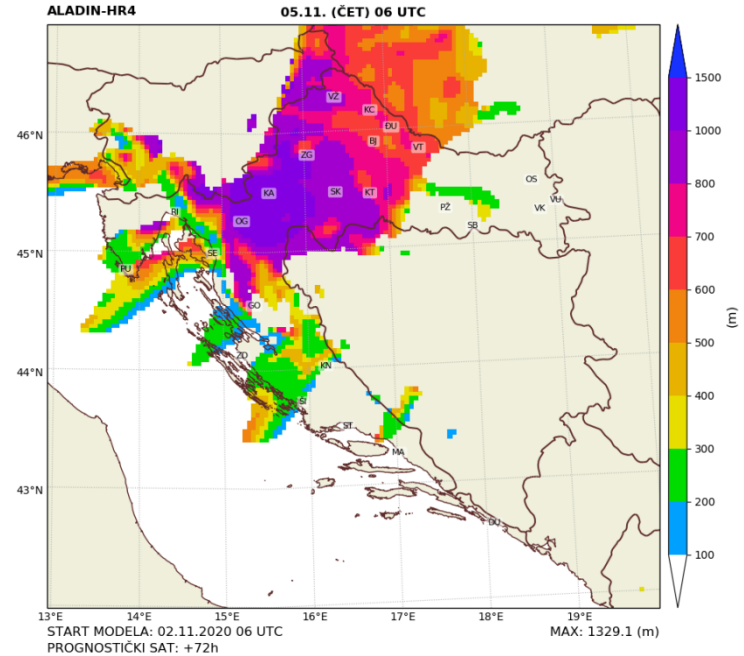 ALADIN-HR4
05.11. (ČET) 06 UTC
VŽ
KC
ĐU
ZG
BJ
VT
KA
SK
KT
OS
VU
VK
PŽ
SB
RI
OG
SE
PU
GO
ZD
KN
ŠI
ST
MA
DU
46°N
45°N
44°N
43°N
13°E 14°E 15°E 16°E 17°E 18°E 19°E
1500
1000
800
700
600
500
400
300
200
100
(m)
START MODELA: 02.11.2020 06 UTC
MAX: 1329.1 (m)
PROGNOSTIČKI SAT: +72h